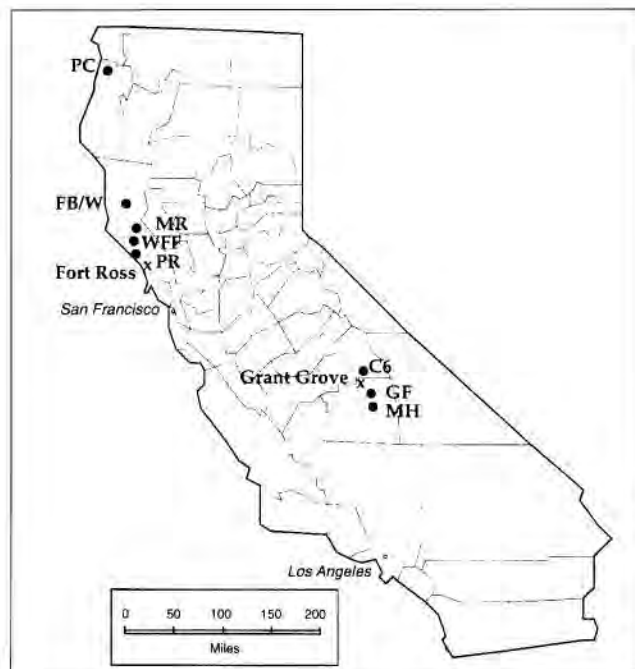 PC
FB/W
MR
WFF
PR
Fort Ross x
San Francisco
C6
Grant Grove x
GF
MH
Los Angeles
0 50 100 150 200
Miles